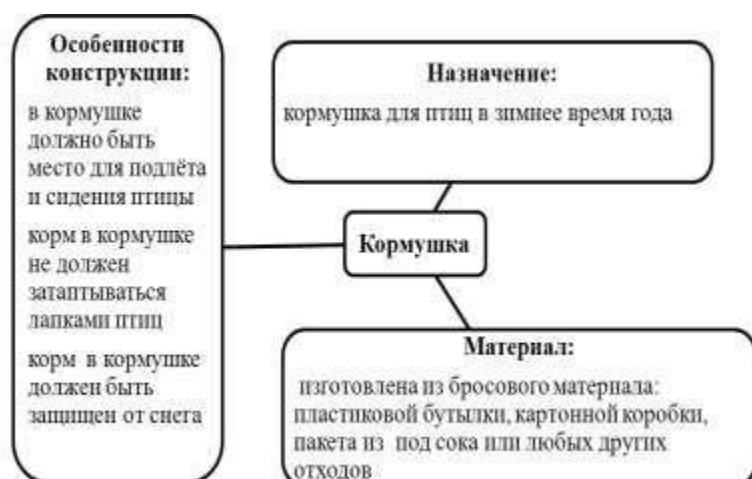 Особенности
конструкции:
в кормушке
должно быть
место для подлёта
и сидения птицы
корм в кормушке
не должен
затаптываться
лапками птиц
корм в кормушке
должен быть
защищен от снега
Назначение:
кормушка для птиц в зимнее время года
Кормушка
Материал:
изготовлена из бросового материала:
пластиковой бутылки, картонной коробки,
пакета из под сока или любых других
отходов